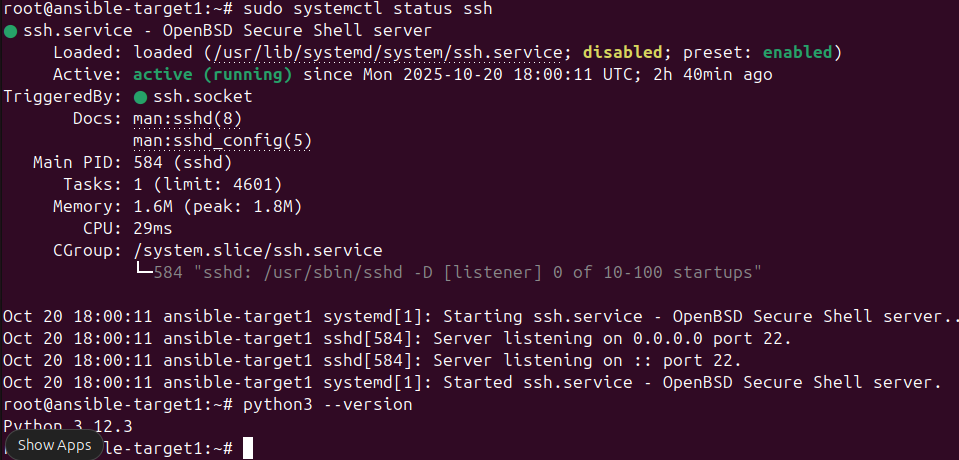 root@ansible-target1:~# sudo systemctl status ssh
● ssh.service - OpenBSD Secure Shell server
     Loaded: loaded (/usr/lib/systemd/system/ssh.service; disabled; preset: enabled)
     Active: active (running) since Mon 2025-10-20 18:00:11 UTC; 2h 40min ago
TriggeredBy: ● ssh.socket
       Docs: man:sshd(8)
             man:sshd_config(5)
   Main PID: 584 (sshd)
      Tasks: 1 (limit: 4601)
     Memory: 1.6M (peak: 1.8M)
        CPU: 29ms
     CGroup: /system.slice/ssh.service
             └─584 "sshd: /usr/sbin/sshd -D [listener] 0 of 10-100 startups"
Oct 20 18:00:11 ansible-target1 systemd[1]: Starting ssh.service - OpenBSD Secure Shell server..
Oct 20 18:00:11 ansible-target1 sshd[584]: Server listening on 0.0.0.0 port 22.
Oct 20 18:00:11 ansible-target1 sshd[584]: Server listening on :: port 22.
Oct 20 18:00:11 ansible-target1 systemd[1]: Started ssh.service - OpenBSD Secure Shell server.
root@ansible-target1:~# python3 --version
Python 3.12.3
Show Apps le-target1:~#